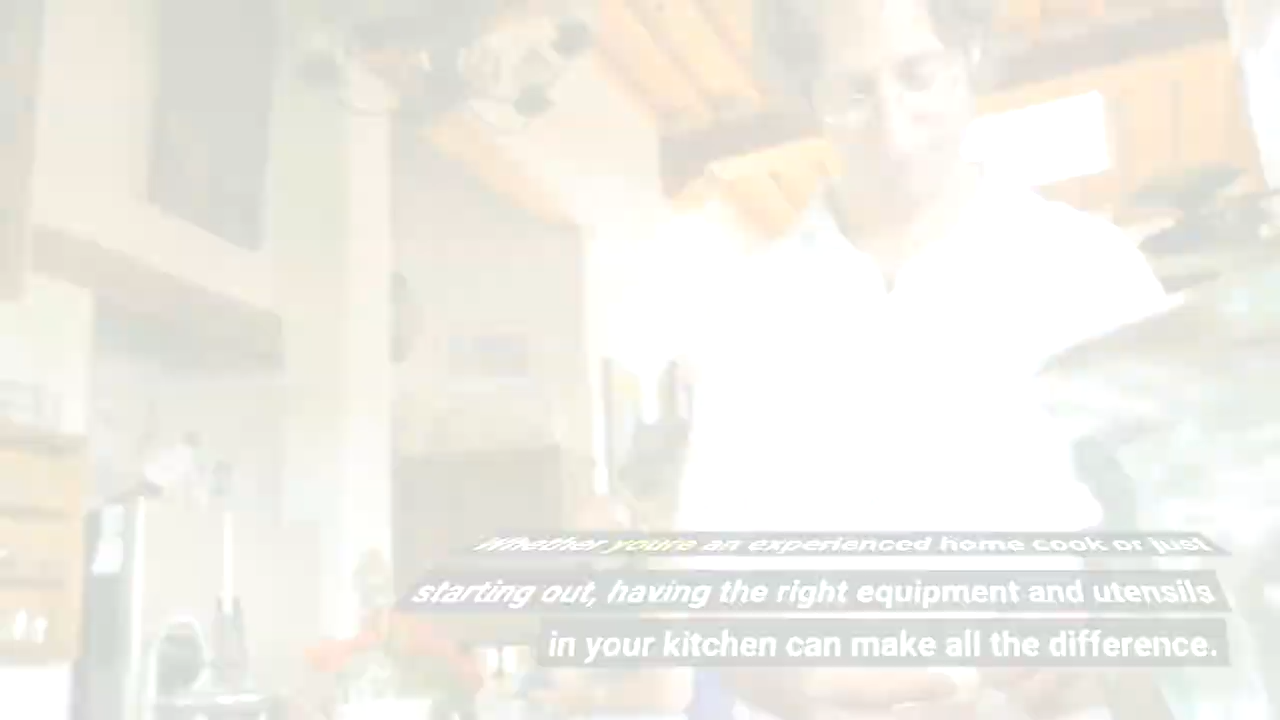 Whether youre an experienced home cook or just
starting out, having the right equipment and utensils
in your kitchen can make all the difference.